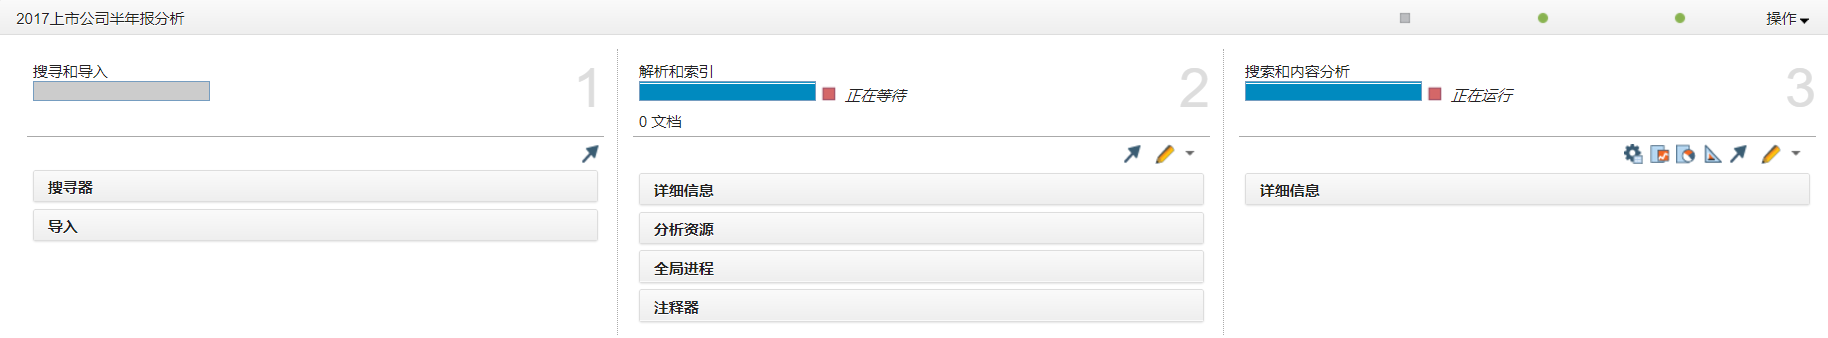 2017上市公司半年报分析
操作
搜寻和导入
1
搜寻器
导入
解析和索引
2
正在等待
0 文档
详细信息
分析资源
全局进程
注释器
搜索和内容分析
3
正在运行
详细信息